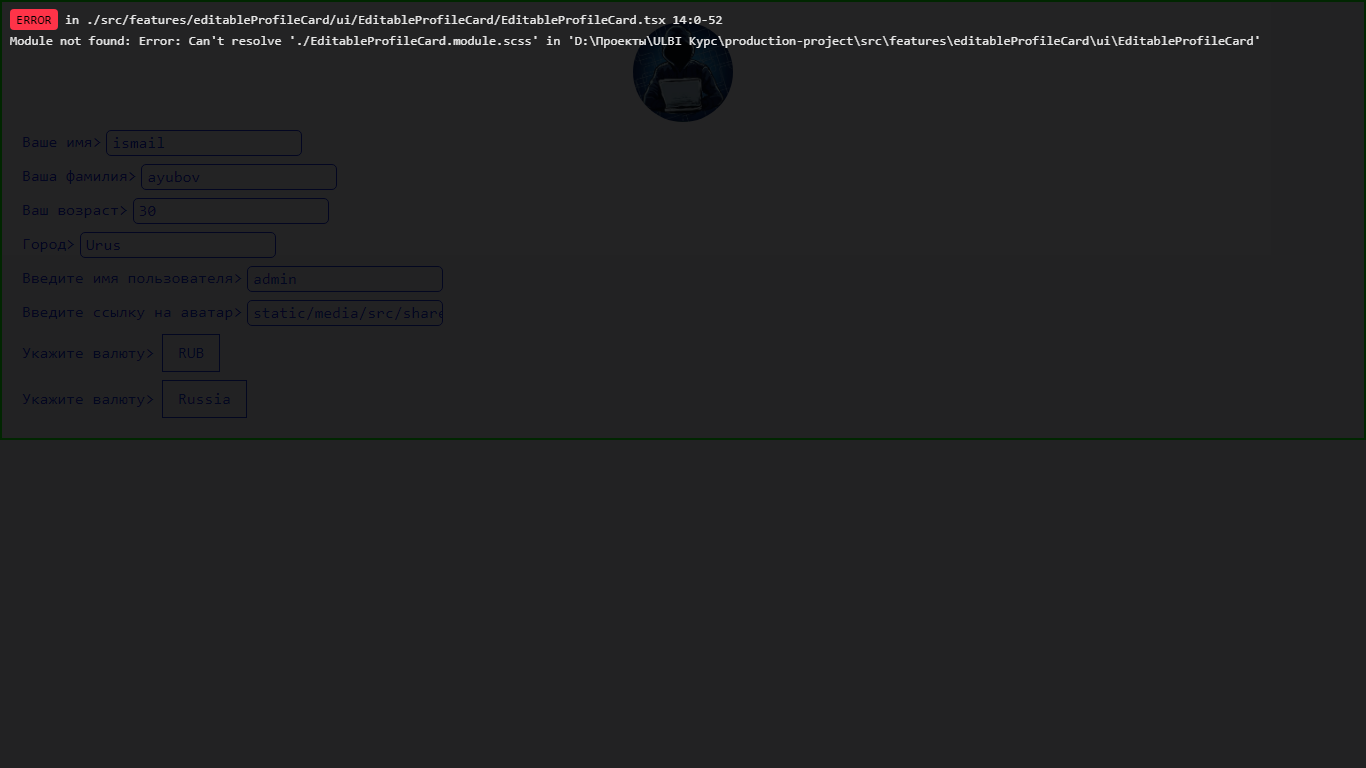 ERROR in ./src/features/editableProfileCard/ui/EditableProfileCard/EditableProfileCard.tsx 14:0-52
Module not found: Error: Can't resolve './EditableProfileCard.module.scss' in 'D:\Проекты\ULBI Курс\production-project\src\features\editableProfileCard\ui\EditableProfileCard'
Ваше имя> ismail
Ваша фамилия> ayubov
Ваш возраст> 30
Город> Urus
Введите имя пользователя> admin
Введите ссылку на аватар> static/media/src/share
Укажите валюту> RUB
Укажите валюту> Russia